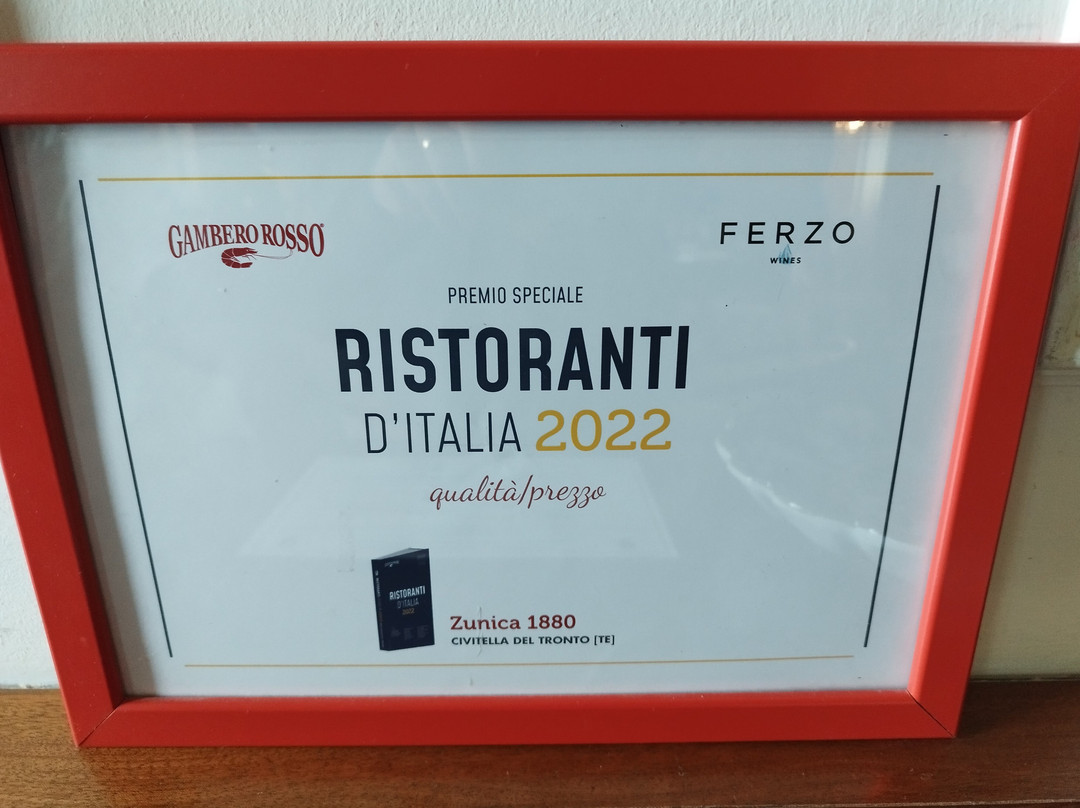 GAMBERO ROSSO®
FERZO
WINES
PREMIO SPECIALE
RISTORANTI
D'ITALIA 2022
qualità/prezzo
RISTORANTI
D'ITALIA
2022
Zunica 1880
CIVITELLA DEL TRONTO [TE]